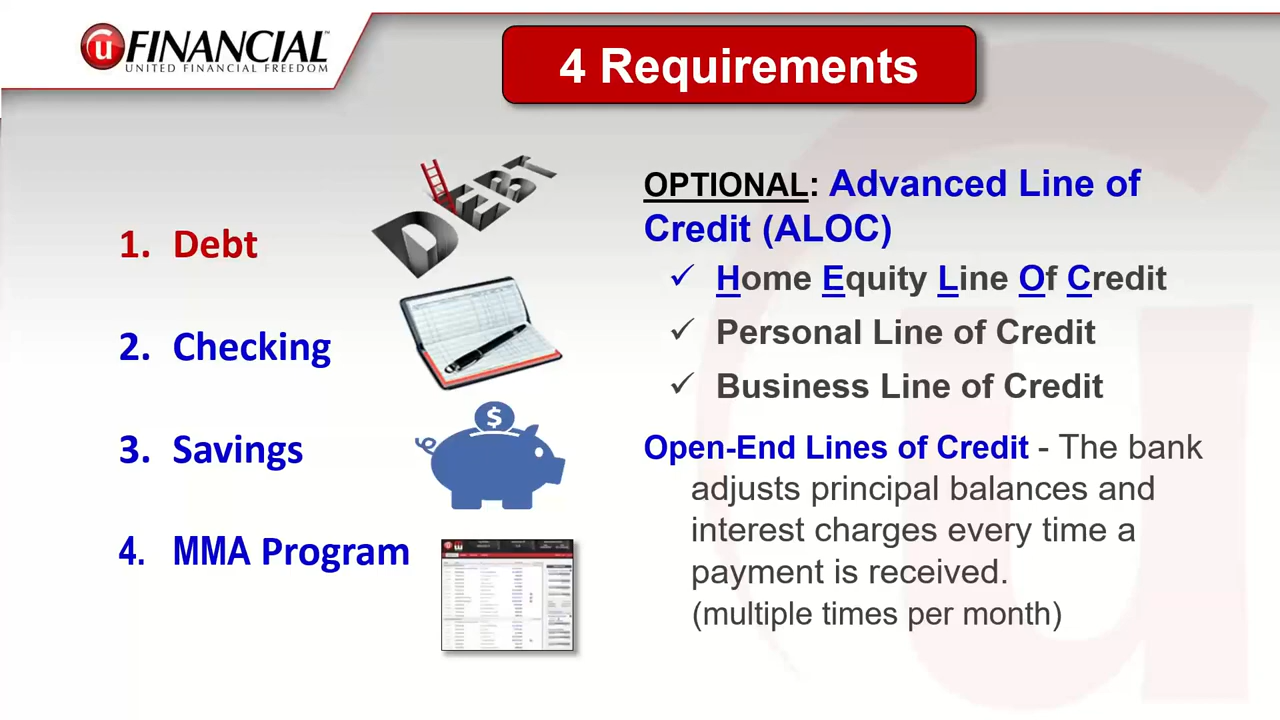 u FINANCIAL™
UNITED FINANCIAL FREEDOM
4 Requirements
1. Debt
2. Checking
3. Savings
4. MMA Program
DEBT
$
OPTIONAL: Advanced Line of
Credit (ALOC)
✓ Home Equity Line Of Credit
✓ Personal Line of Credit
✓ Business Line of Credit
Open-End Lines of Credit - The bank
adjusts principal balances and
interest charges every time a
payment is received.
(multiple times per month)